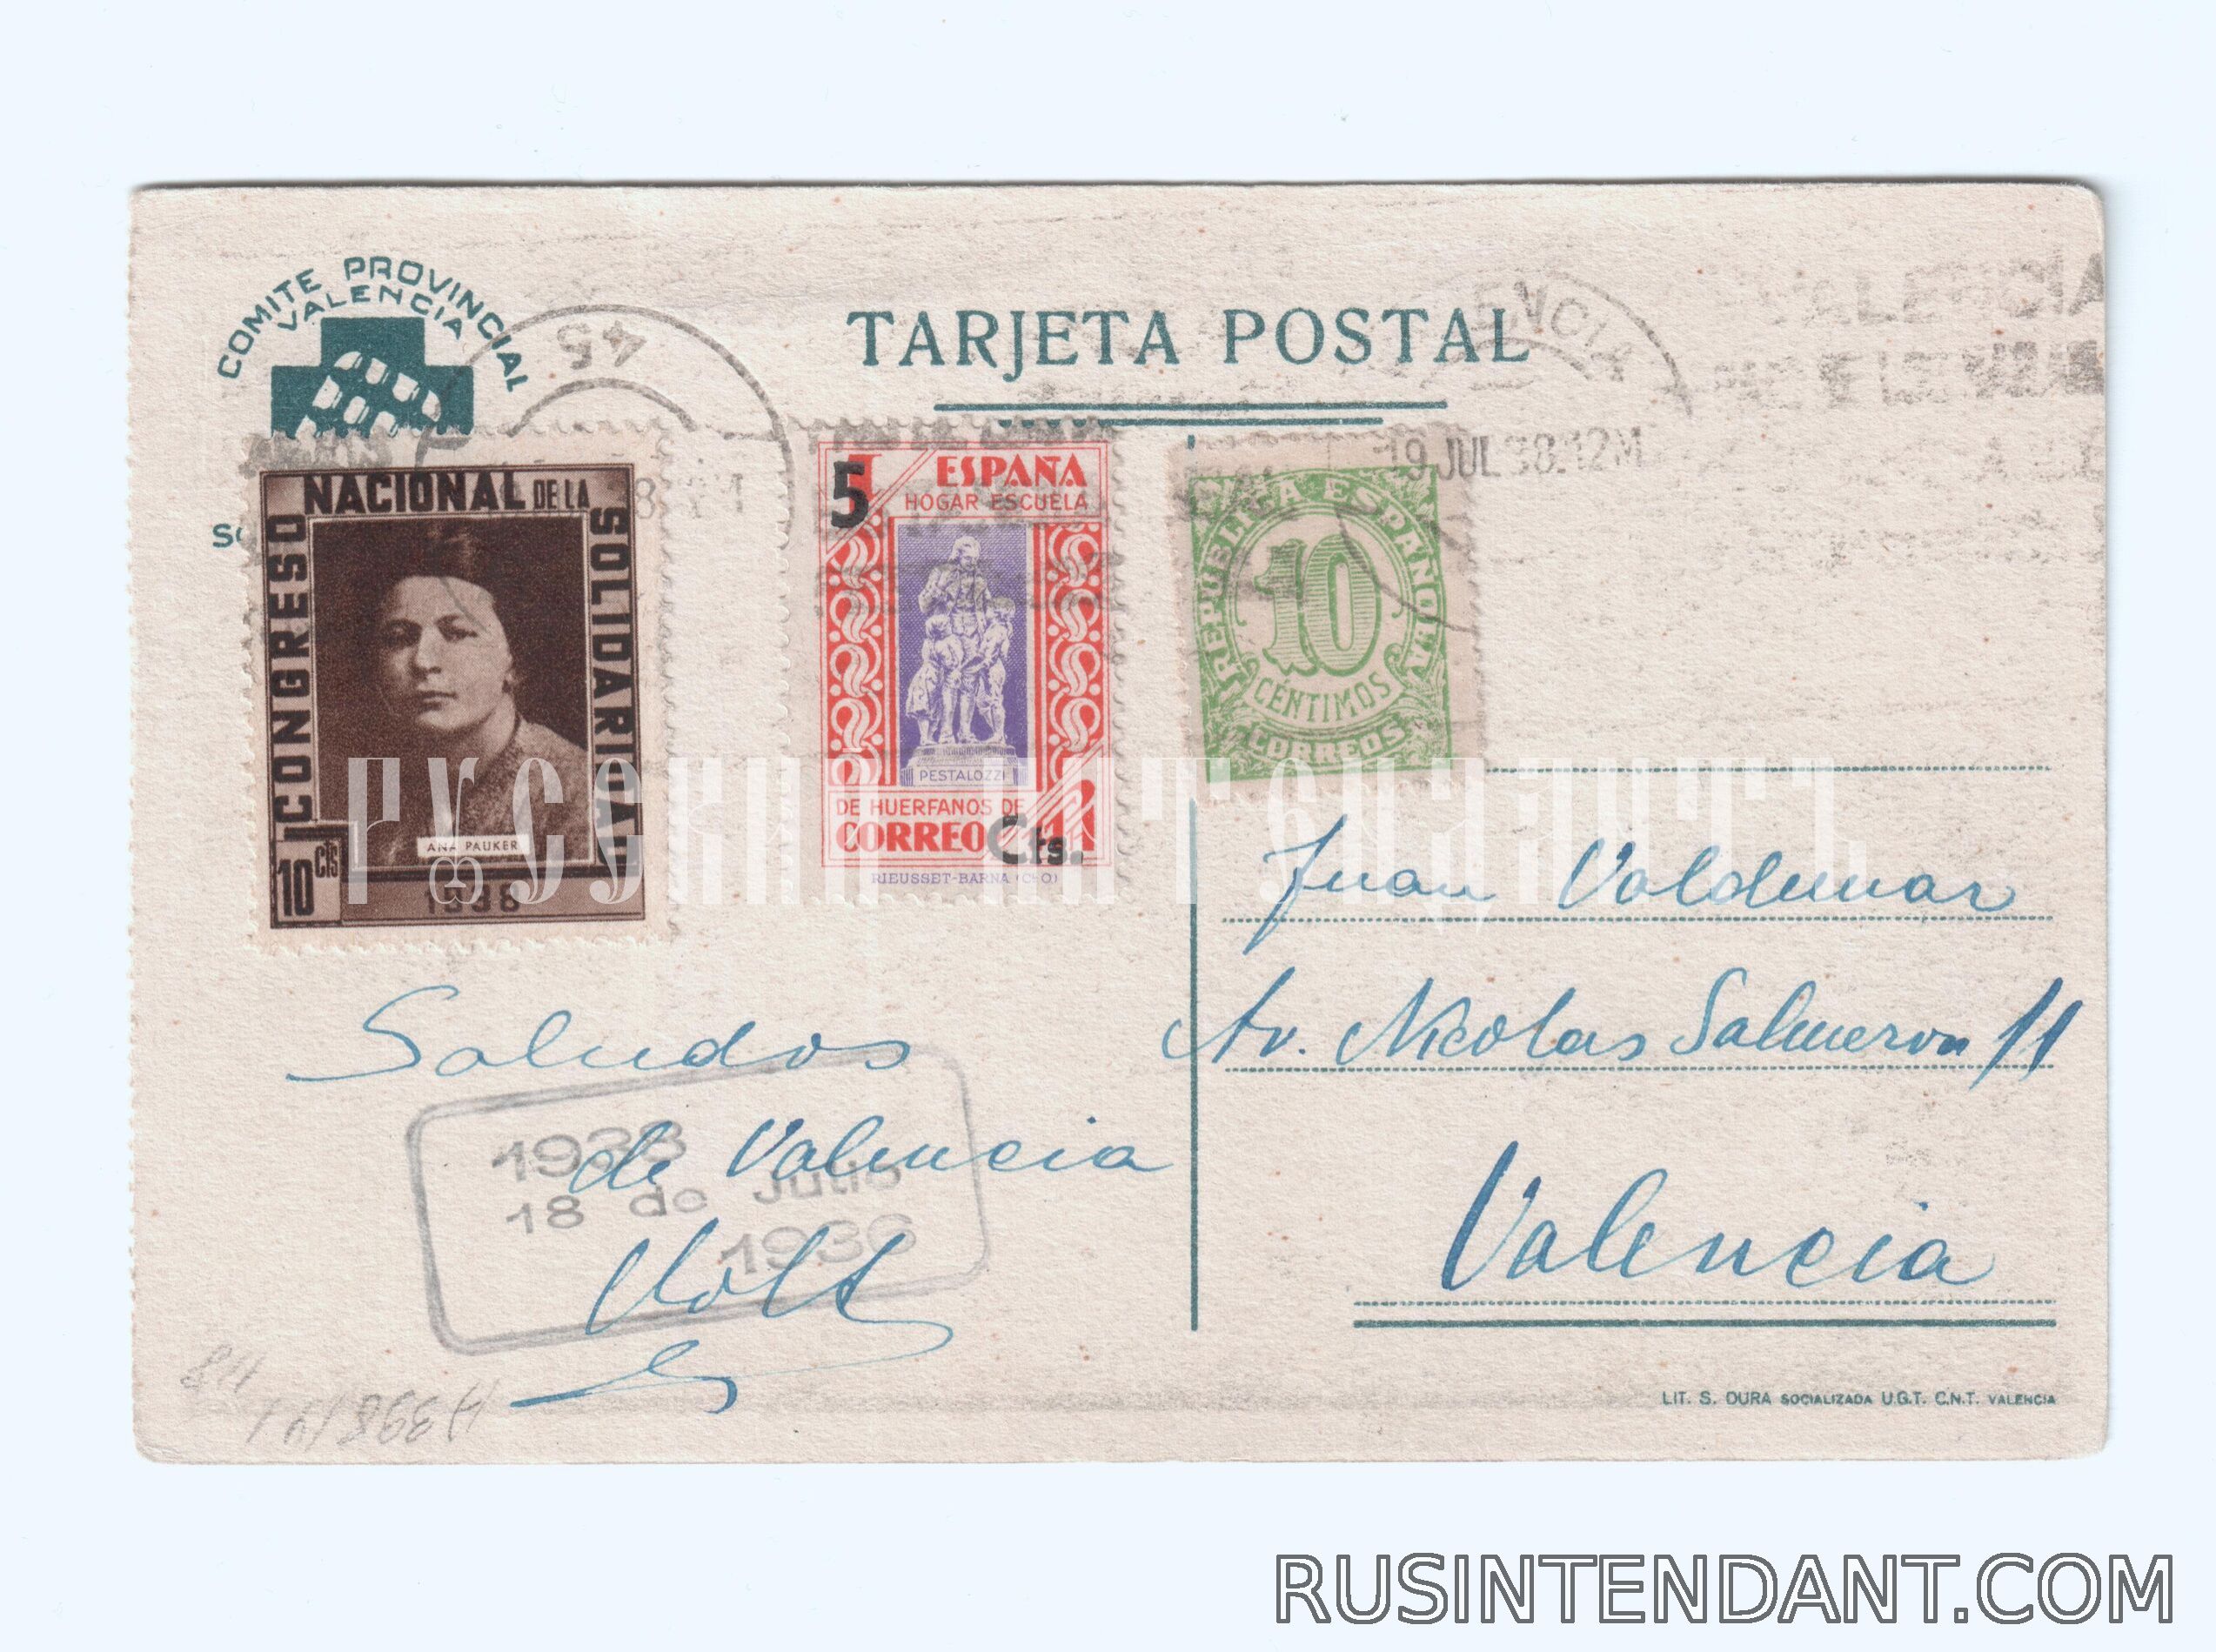 COMITE PROVINCIAL
VALENCIA
TARJETA POSTAL
45
VALENCIA
19 JUL 38.12M
CONGRESO NACIONAL DE LA SOLIDARIDAD
ANA PAUKER
10 cts
1938
5
ESPAÑA
HOGAR ESCUELA
PESTALOZZI
DE HUERFANOS DE
CORREOS
Cts.
RIEUSSET-BARNA
REPUBLICA ESPAÑOLA
10
CÉNTIMOS
CORREOS
РУССКИЙ ИНТЕНДАНТЪ
Juan Valdemar
Av. Nicolas Salmeron 11
Valencia
Saludos
de Valencia
1938
18 de Julio
1936
LIT. S. DURA SOCIALIZADA U.G.T. C.N.T. VALENCIA
RUSINTENDANT.COM